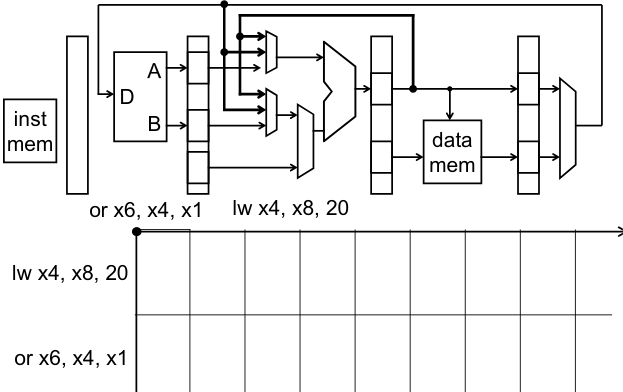 inst
mem
D
A
B
data
mem
or x6, x4, x1
lw x4, x8, 20
lw x4, x8, 20
or x6, x4, x1